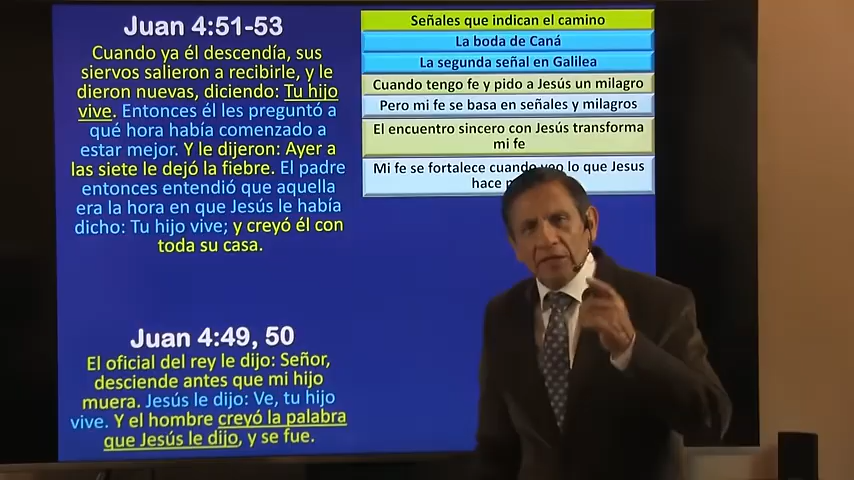 Juan 4:51-53
Cuando ya él descendía, sus
siervos salieron a recibirle, y le
dieron nuevas, diciendo: Tu hijo
vive. Entonces él les preguntó a
qué hora había comenzado a
estar mejor. Y le dijeron: Ayer a
las siete le dejó la fiebre. El padre
entonces entendió que aquella
era la hora en que Jesús le había
dicho: Tu hijo vive; y creyó él con
toda su casa.
Juan 4:49, 50
El oficial del rey le dijo: Señor,
desciende antes que mi hijo
muera. Jesús le dijo: Ve, tu hijo
vive. Y el hombre creyó la palabra
que Jesús le dijo, y se fue.
Señales que indican el camino
La boda de Caná
La segunda señal en Galilea
Cuando tengo fe y pido a Jesús un milagro
Pero mi fe se basa en señales y milagros
El encuentro sincero con Jesús transforma
mi fe
Mi fe se fortalece cuando veo lo que Jesus
hace